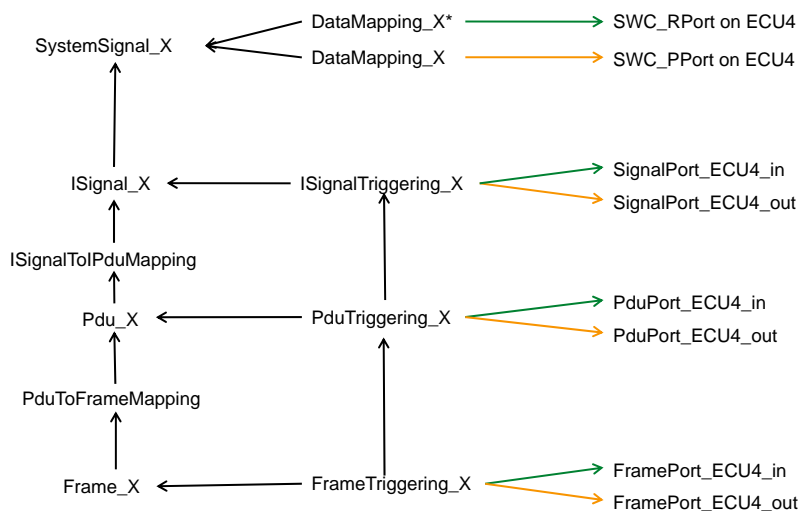 DataMapping_X*
SWC_RPort on ECU4
SystemSignal_X
DataMapping_X
SWC_PPort on ECU4
SignalPort_ECU4_in
ISignal_X
ISignalTriggering_X
SignalPort_ECU4_out
ISignalToIPduMapping
PduPort_ECU4_in
Pdu_X
PduTriggering_X
PduPort_ECU4_out
PduToFrameMapping
FramePort_ECU4_in
Frame_X
FrameTriggering_X
FramePort_ECU4_out